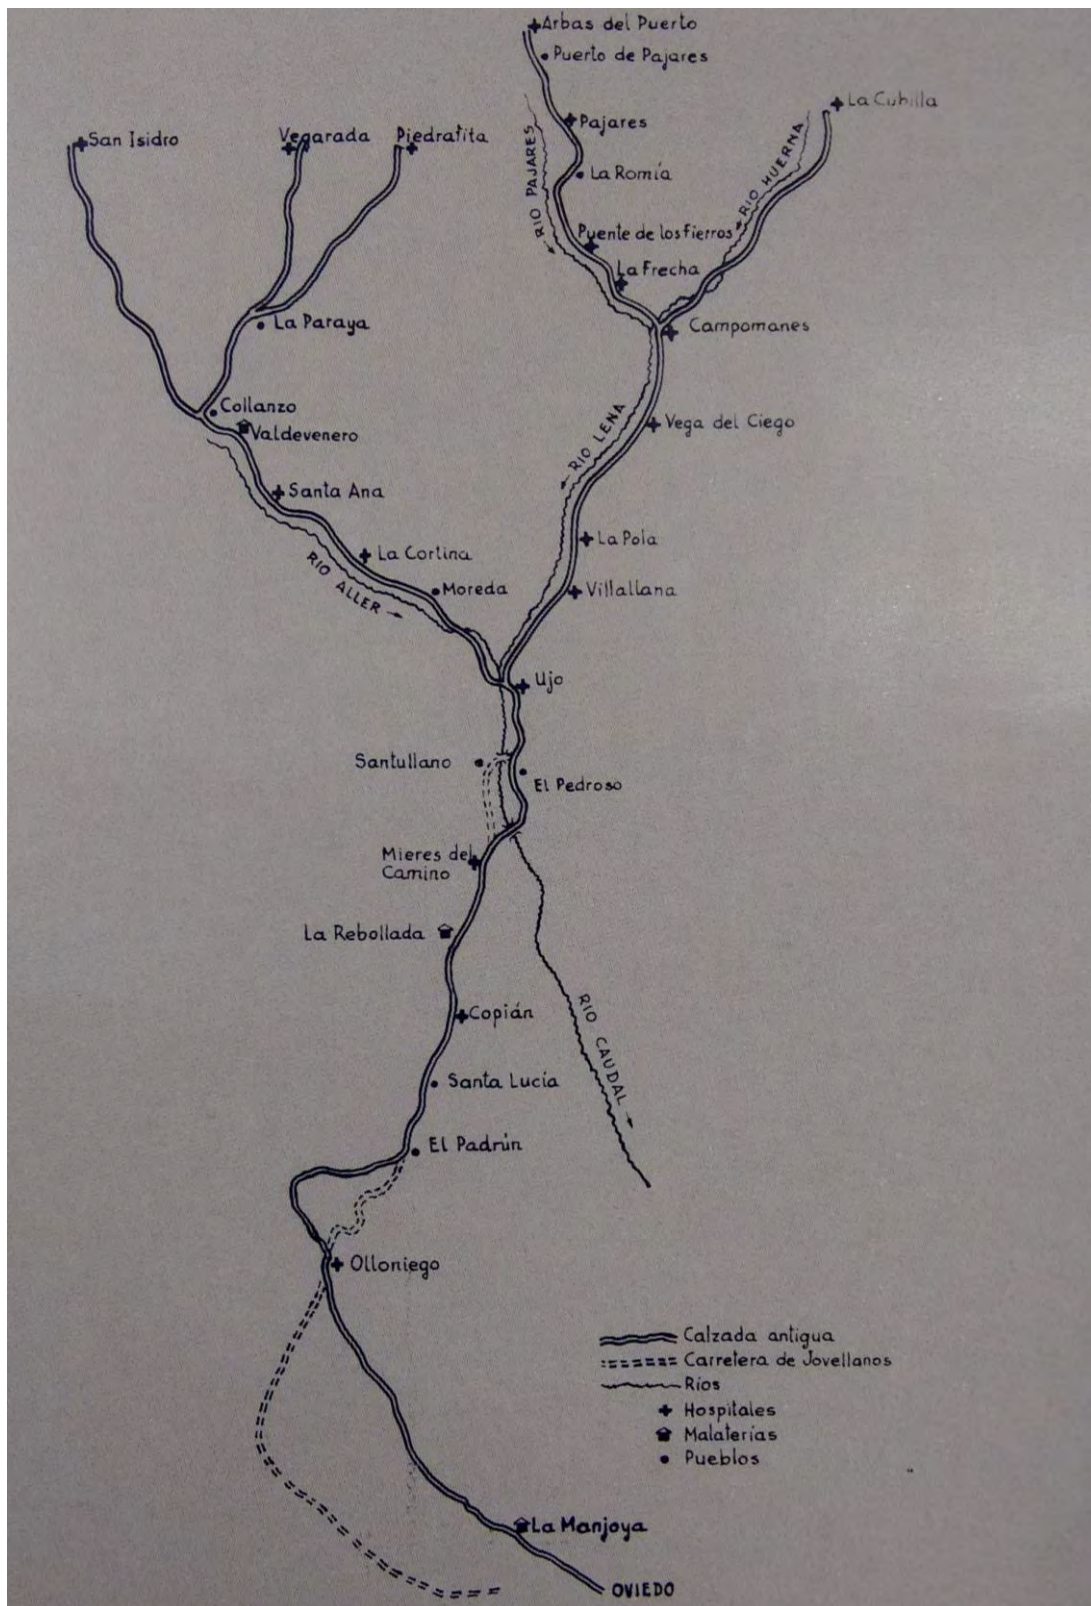 Arbas del Puerto
Puerto de Pajares
La Cubilla
San Isidro
Vegarada
Piedrafita
Pajares
RIO PAJARES
La Romía
RIO HUERNA
Puente de los Fierros
La Frecha
La Paraya
Campomanes
Collanzo
Valdevenero
Vega del Ciego
RIO LENA
Santa Ana
La Cortina
La Pola
RIO ALLER
Moreda
Villallana
Ujo
Santullano
El Pedroso
Mieres del
Camino
La Rebollada
Copián
RIO CAUDAL
Santa Lucía
El Padrún
Olloniego
Calzada antigua
Carretera de Jovellanos
Ríos
Hospitales
Malaterías
Pueblos
La Manjoya
OVIEDO